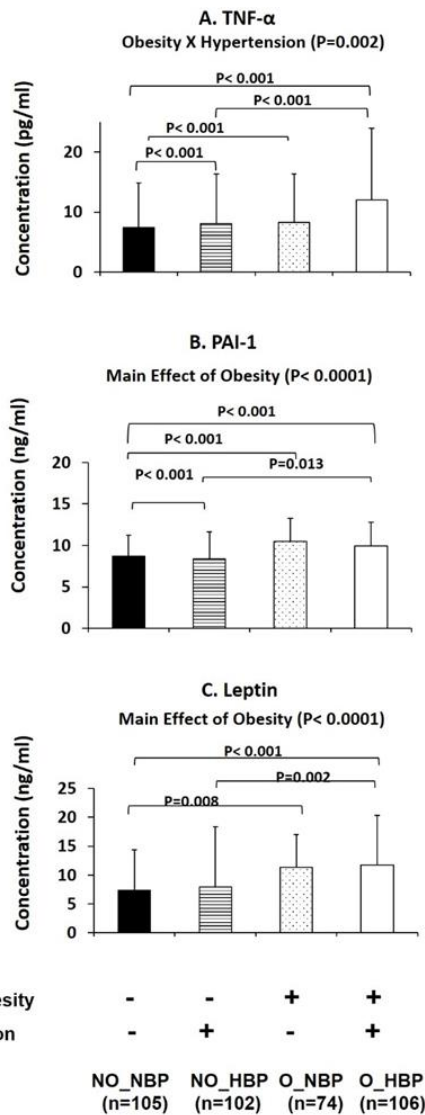 A. TNF-α
Obesity X Hypertension (P=0.002)
P< 0.001
P< 0.001
P< 0.001
P< 0.001
Concentration (pg/ml)
20
10
0
B. PAI-1
Main Effect of Obesity (P< 0.0001)
P< 0.001
P< 0.001
P=0.013
P< 0.001
Concentration (ng/ml)
20
15
10
5
0
C. Leptin
Main Effect of Obesity (P< 0.0001)
P< 0.001
P=0.002
P=0.008
Concentration (ng/ml)
25
20
15
10
5
0
esity - - + +
on - + - +
NO_NBP NO_HBP O_NBP O_HBP
(n=105) (n=102) (n=74) (n=106)